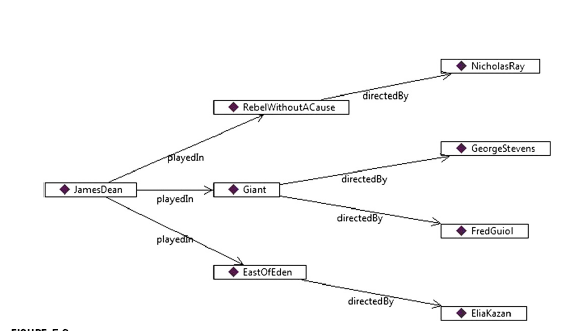 NicholasRay
directedBy
RebelWithoutACause
GeorgeStevens
playedIn
directedBy
JamesDean
Giant
playedIn
directedBy
FredGuiol
playedIn
EastOfEden
directedBy
EliaKazan